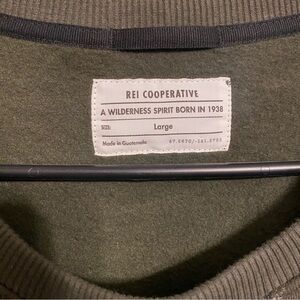 REI COOPERATIVE
A WILDERNESS SPIRIT BORN IN 1938
SIZE: Large
Made in Guatemala